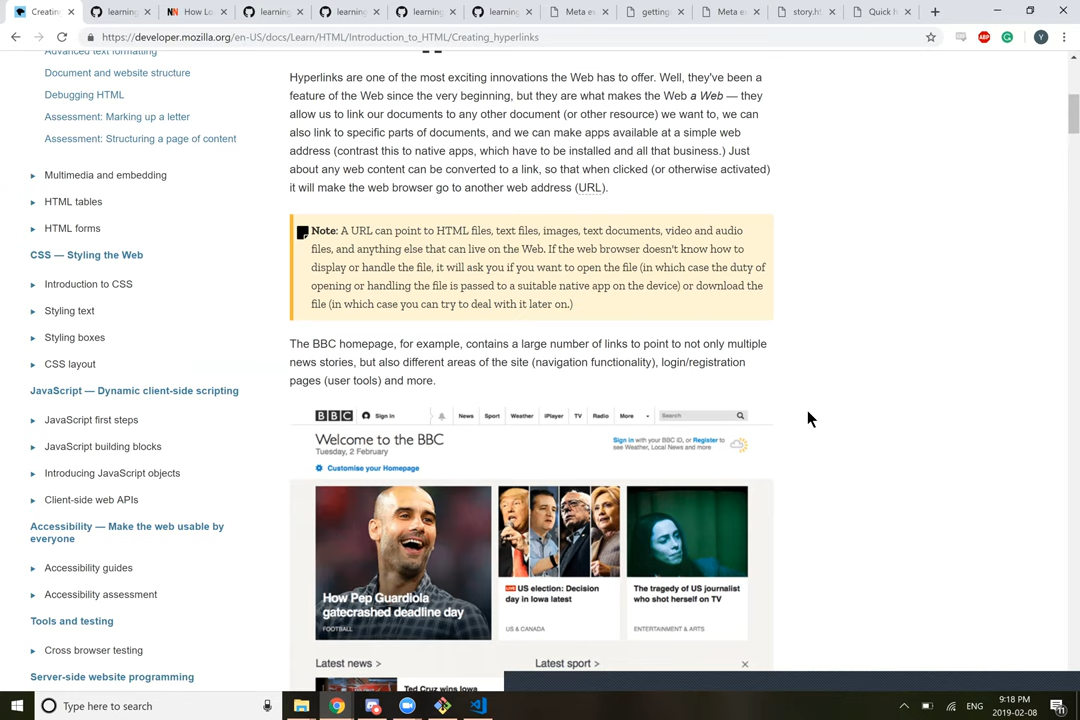 Creatin
learning
How Lo
learning
learning
learning
learning
Meta e
getting
Meta e
story.h
Quick h
https://developer.mozilla.org/en-US/docs/Learn/HTML/Introduction_to_HTML/Creating_hyperlinks
ABP
Y
Advanced text formatting
Document and website structure
Debugging HTML
Assessment: Marking up a letter
Assessment: Structuring a page of content
Multimedia and embedding
HTML tables
HTML forms
CSS — Styling the Web
Introduction to CSS
Styling text
Styling boxes
CSS layout
JavaScript — Dynamic client-side scripting
JavaScript first steps
JavaScript building blocks
Introducing JavaScript objects
Client-side web APIs
Accessibility — Make the web usable by
everyone
Accessibility guides
Accessibility assessment
Tools and testing
Cross browser testing
Server-side website programming
Hyperlinks are one of the most exciting innovations the Web has to offer. Well, they've been a
feature of the Web since the very beginning, but they are what makes the Web a Web — they
allow us to link our documents to any other document (or other resource) we want to, we can
also link to specific parts of documents, and we can make apps available at a simple web
address (contrast this to native apps, which have to be installed and all that business.) Just
about any web content can be converted to a link, so that when clicked (or otherwise activated)
it will make the web browser go to another web address (URL).
Note: A URL can point to HTML files, text files, images, text documents, video and audio
files, and anything else that can live on the Web. If the web browser doesn't know how to
display or handle the file, it will ask you if you want to open the file (in which case the duty of
opening or handling the file is passed to a suitable native app on the device) or download the
file (in which case you can try to deal with it later on.)
The BBC homepage, for example, contains a large number of links to point to not only multiple
news stories, but also different areas of the site (navigation functionality), login/registration
pages (user tools) and more.
BBC Sign in News Sport Weather iPlayer TV Radio More Search
Welcome to the BBC
Tuesday, 2 February
Sign in with your BBC ID, or Register to
see Weather, Local News and more
Customise your Homepage
How Pep Guardiola
gatecrashed deadline day
FOOTBALL
LIVE US election: Decision
day in Iowa latest
US & CANADA
The tragedy of US journalist
who shot herself on TV
ENTERTAINMENT & ARTS
Latest news >
Latest sport >
Ted Cruz wins Iowa
Type here to search
ENG
9:18 PM
2019-02-08
11